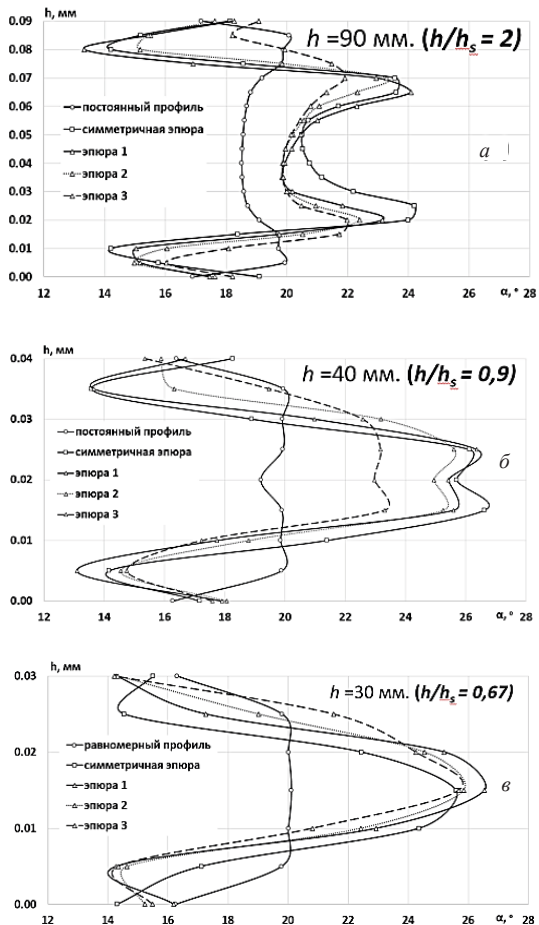 h, мм
h =90 мм. (h/hs = 2)
0.09
0.08
0.07
0.06
0.05
0.04
0.03
0.02
0.01
0.00
постоянный профиль
симметричная эпюра
эпюра 1
эпюра 2
эпюра 3
а
12 14 16 18 20 22 24 26 α, ° 28
h, мм
h =40 мм. (h/hs = 0,9)
0.04
0.03
0.02
0.01
0.00
постоянный профиль
симметричная эпюра
эпюра 1
эпюра 2
эпюра 3
б
12 14 16 18 20 22 24 26 α, ° 28
h, мм
h =30 мм. (h/hs = 0,67)
0.03
0.02
0.01
0.00
равномерный профиль
симметричная эпюра
эпюра 1
эпюра 2
эпюра 3
в
12 14 16 18 20 22 24 26 α, ° 28